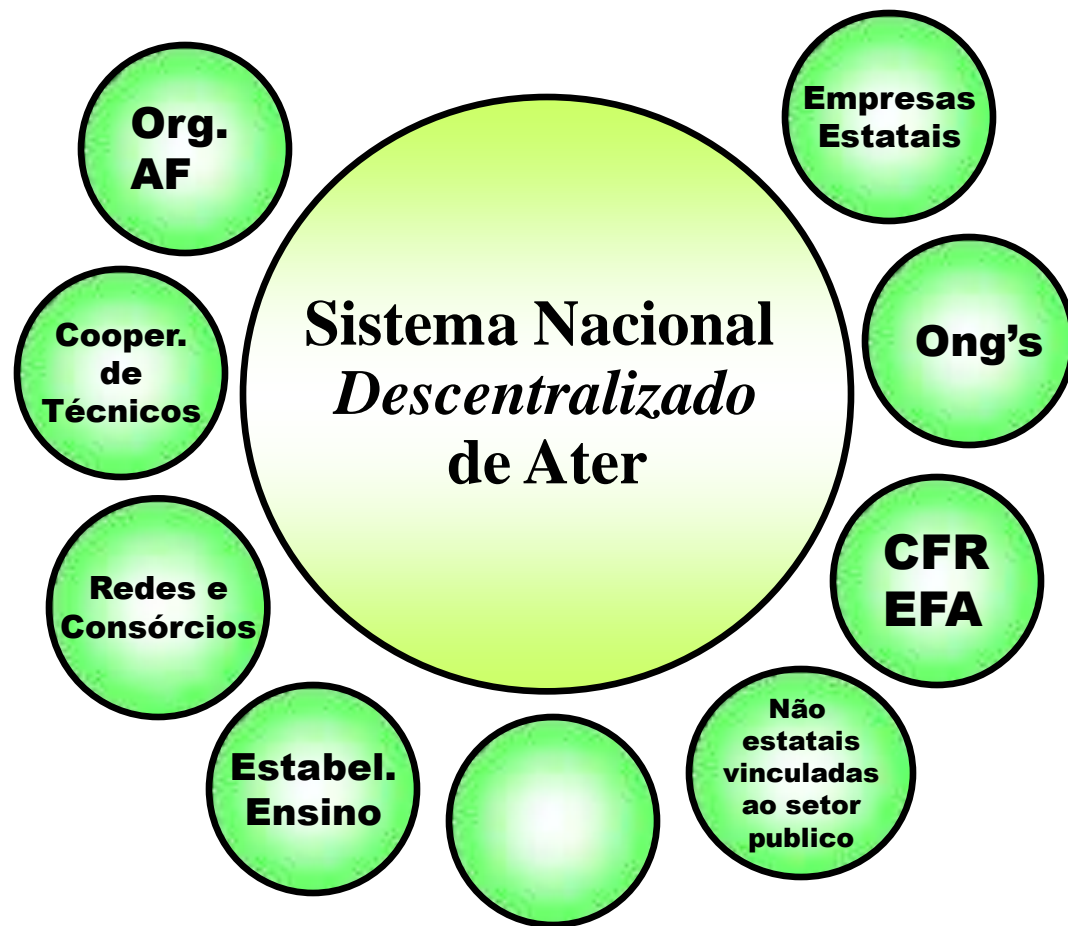 Org.
AF
Empresas
Estatais
Sistema Nacional
Descentralizado
de Ater
Cooper.
de
Técnicos
Ong's
Redes e
Consórcios
CFR
EFA
Estabel.
Ensino
Não
estatais
vinculadas
ao setor
publico